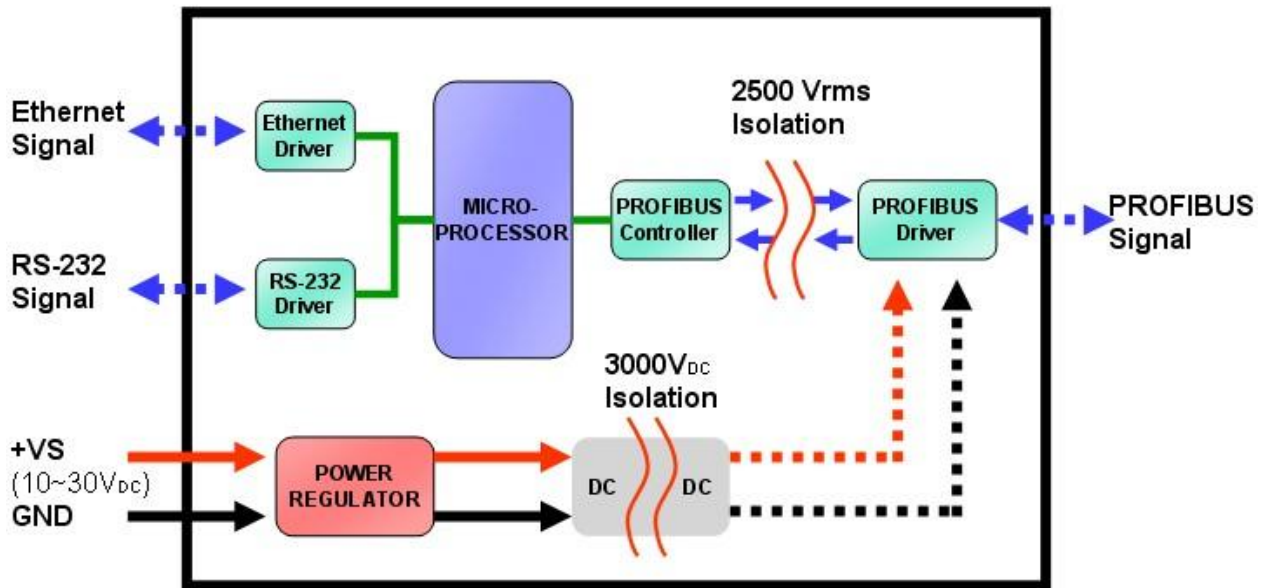 Ethernet
Signal
Ethernet
Driver
RS-232
Signal
RS-232
Driver
MICRO-
PROCESSOR
PROFIBUS
Controller
2500 Vrms
Isolation
PROFIBUS
Driver
PROFIBUS
Signal
3000VDC
Isolation
+VS
(10~30VDC)
GND
POWER
REGULATOR
DC DC